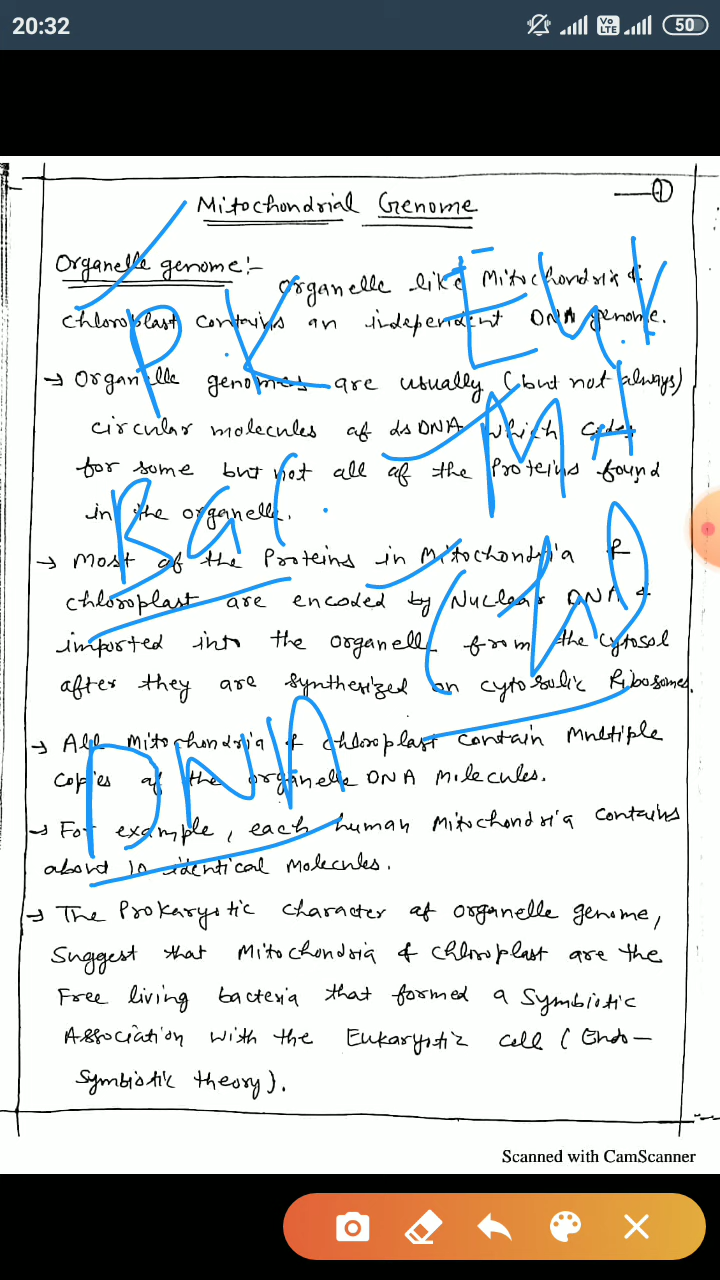 20:32
Vo LTE
50
①
Mitochondrial Genome
Organelle genome:- Organelle like Mitochondria &
chloroplast contains an independent DNA genome.
→ Organelle genomes are usually (but not always)
circular molecules of dsDNA which codes
for some but not all of the Proteins found
in the organelle.
→ Most of the Proteins in Mitochondria &
chloroplast are encoded by Nuclear DNA &
imported into the organelle from the cytosol
after they are synthesized on cytosolic Ribosomes.
→ All Mitochondria & chloroplast contain Multiple
Copies of the organelle DNA Molecules.
→ For example, each human Mitochondria contains
about 10 identical Molecules.
→ The Prokaryotic character of organelle genome,
Suggest that Mitochondria & chloroplast are the
Free living bacteria that formed a Symbiotic
Association with the Eukaryotic cell (Endo-
Symbiotic theory).
P.K
Eu.K
BaC.
DNA
Scanned with CamScanner